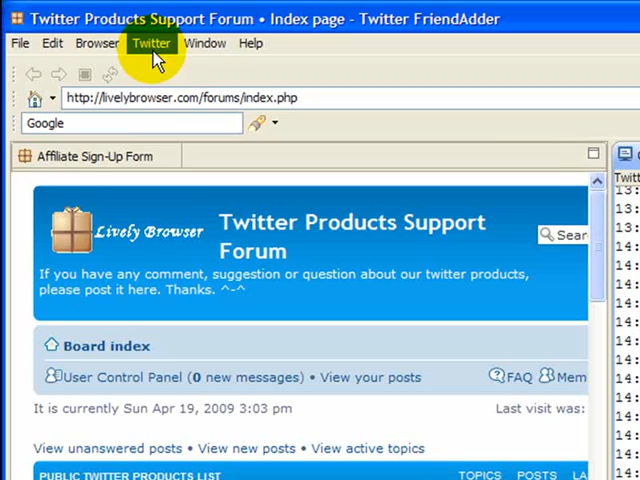 Twitter Products Support Forum • Index page - Twitter FriendAdder
File Edit Browser Twitter Window Help
http://livelybrowser.com/forums/index.php
Google
Affiliate Sign-Up Form
Twitt
Lively Browser
Twitter Products Support
Forum
Sear
If you have any comment, suggestion or question about our twitter products,
please post it here. Thanks. ^-^
Board index
User Control Panel (0 new messages) • View your posts
FAQ Mem
It is currently Sun Apr 19, 2009 3:03 pm
Last visit was:
View unanswered posts • View new posts • View active topics
PUBLIC TWITTER PRODUCTS LIST TOPICS POSTS LA
13:
13:
13:
14:
14:
14:
14:
14:
14:
14:
14:
14:
14:
14:
14:
14: